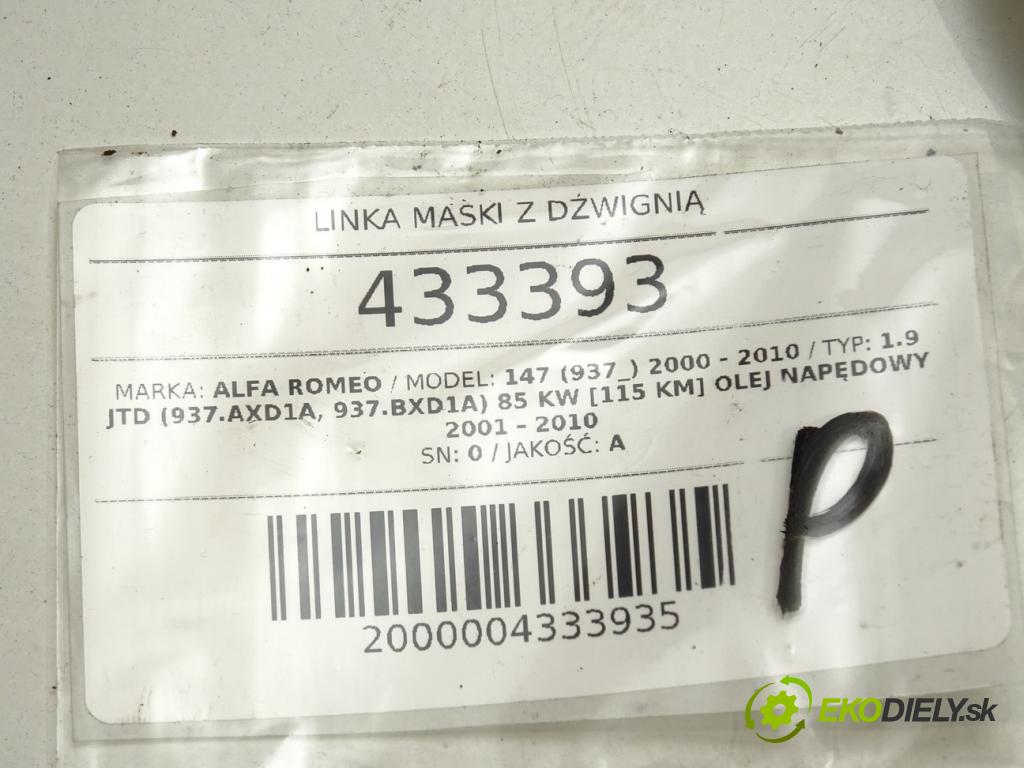 LINKA MASKI Z DŹWIGNIĄ
433393
MARKA: ALFA ROMEO / MODEL: 147 (937_) 2000 - 2010 / TYP: 1.9
JTD (937.AXD1A, 937.BXD1A) 85 KW [115 KM] OLEJ NAPĘDOWY
2001 - 2010
SN: 0 / JAKOŚĆ: A
P
2000004333935
EKODIELY.sk